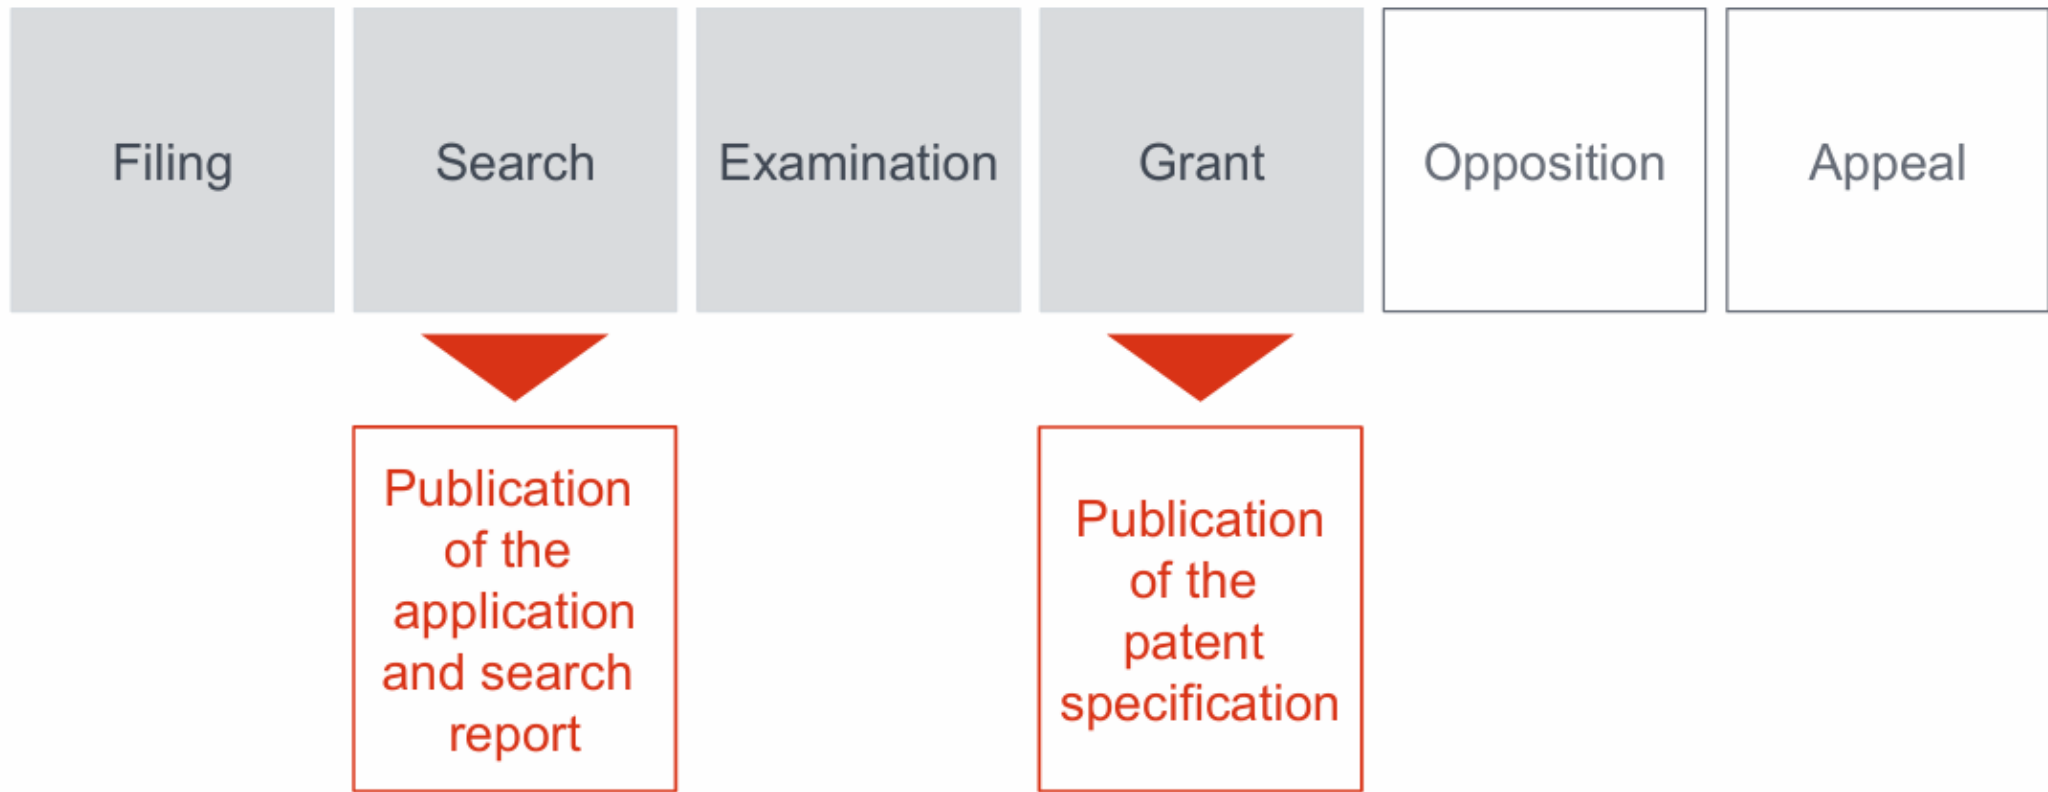 Filing
Search
Examination
Grant
Opposition
Appeal
Publication
of the
application
and search
report
Publication
of the
patent
specification